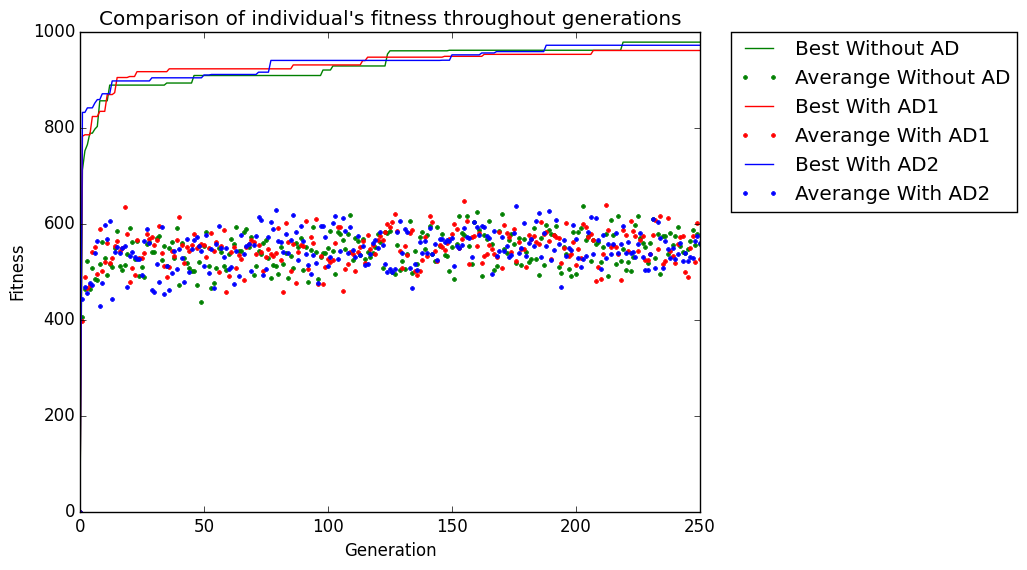 Comparison of individual's fitness throughout generations
1000
800
600
400
200
0
0 50 100 150 200 250
Fitness
Generation
Best Without AD
Averange Without AD
Best With AD1
Averange With AD1
Best With AD2
Averange With AD2